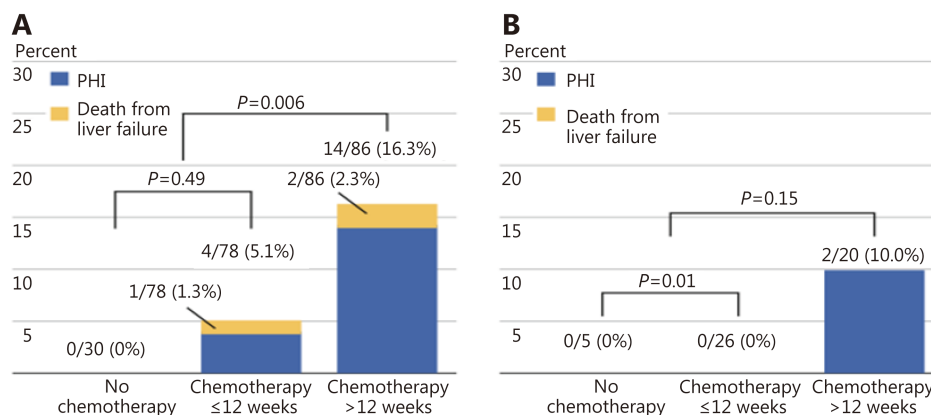 A
Percent
30
25
20
15
10
5
PHI
Death from
liver failure
P=0.006
14/86 (16.3%)
2/86 (2.3%)
P=0.49
4/78 (5.1%)
1/78 (1.3%)
0/30 (0%)
No
chemotherapy
Chemotherapy
≤12 weeks
Chemotherapy
>12 weeks
B
Percent
30
25
20
15
10
5
PHI
Death from
liver failure
P=0.15
2/20 (10.0%)
P=0.01
0/5 (0%)
0/26 (0%)
No
chemotherapy
Chemotherapy
≤12 weeks
Chemotherapy
>12 weeks